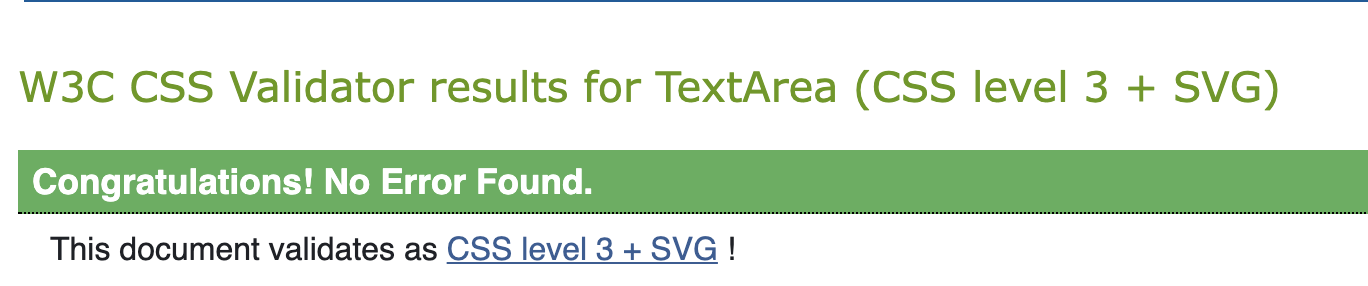 W3C CSS Validator results for TextArea (CSS level 3 + SVG)
Congratulations! No Error Found.
This document validates as CSS level 3 + SVG !